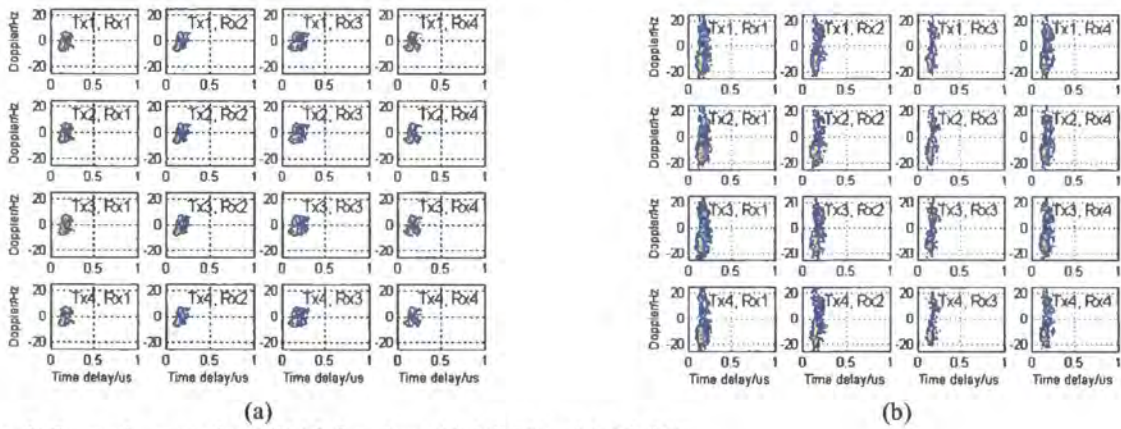 Doppler/Hz
20
0
-20
Tx1, Rx1
0 0.5 1
20
0
-20
Tx1, Rx2
0 0.5 1
20
0
-20
Tx1, Rx3
0 0.5 1
20
0
-20
Tx1, Rx4
0 0.5 1
Doppler/Hz
20
0
-20
Tx2, Rx1
0 0.5 1
20
0
-20
Tx2, Rx2
0 0.5 1
20
0
-20
Tx2, Rx3
0 0.5 1
20
0
-20
Tx2, Rx4
0 0.5 1
Doppler/Hz
20
0
-20
Tx3, Rx1
0 0.5 1
20
0
-20
Tx3, Rx2
0 0.5 1
20
0
-20
Tx3, Rx3
0 0.5 1
20
0
-20
Tx3, Rx4
0 0.5 1
Doppler/Hz
20
0
-20
Tx4, Rx1
0 0.5 1
Time delay/us
20
0
-20
Tx4, Rx2
0 0.5 1
Time delay/us
20
0
-20
Tx4, Rx3
0 0.5 1
Time delay/us
20
0
-20
Tx4, Rx4
0 0.5 1
Time delay/us
(a)
Doppler/Hz
20
0
-20
Tx1, Rx1
0 0.5 1
20
0
-20
Tx1, Rx2
0 0.5 1
20
0
-20
Tx1, Rx3
0 0.5 1
20
0
-20
Tx1, Rx4
0 0.5 1
Doppler/Hz
20
0
-20
Tx2, Rx1
0 0.5 1
20
0
-20
Tx2, Rx2
0 0.5 1
20
0
-20
Tx2, Rx3
0 0.5 1
20
0
-20
Tx2, Rx4
0 0.5 1
Doppler/Hz
20
0
-20
Tx3, Rx1
0 0.5 1
20
0
-20
Tx3, Rx2
0 0.5 1
20
0
-20
Tx3, Rx3
0 0.5 1
20
0
-20
Tx3, Rx4
0 0.5 1
Doppler/Hz
20
0
-20
Tx4, Rx1
0 0.5 1
Time delay/us
20
0
-20
Tx4, Rx2
0 0.5 1
Time delay/us
20
0
-20
Tx4, Rx3
0 0.5 1
Time delay/us
20
0
-20
Tx4, Rx4
0 0.5 1
Time delay/us
(b)